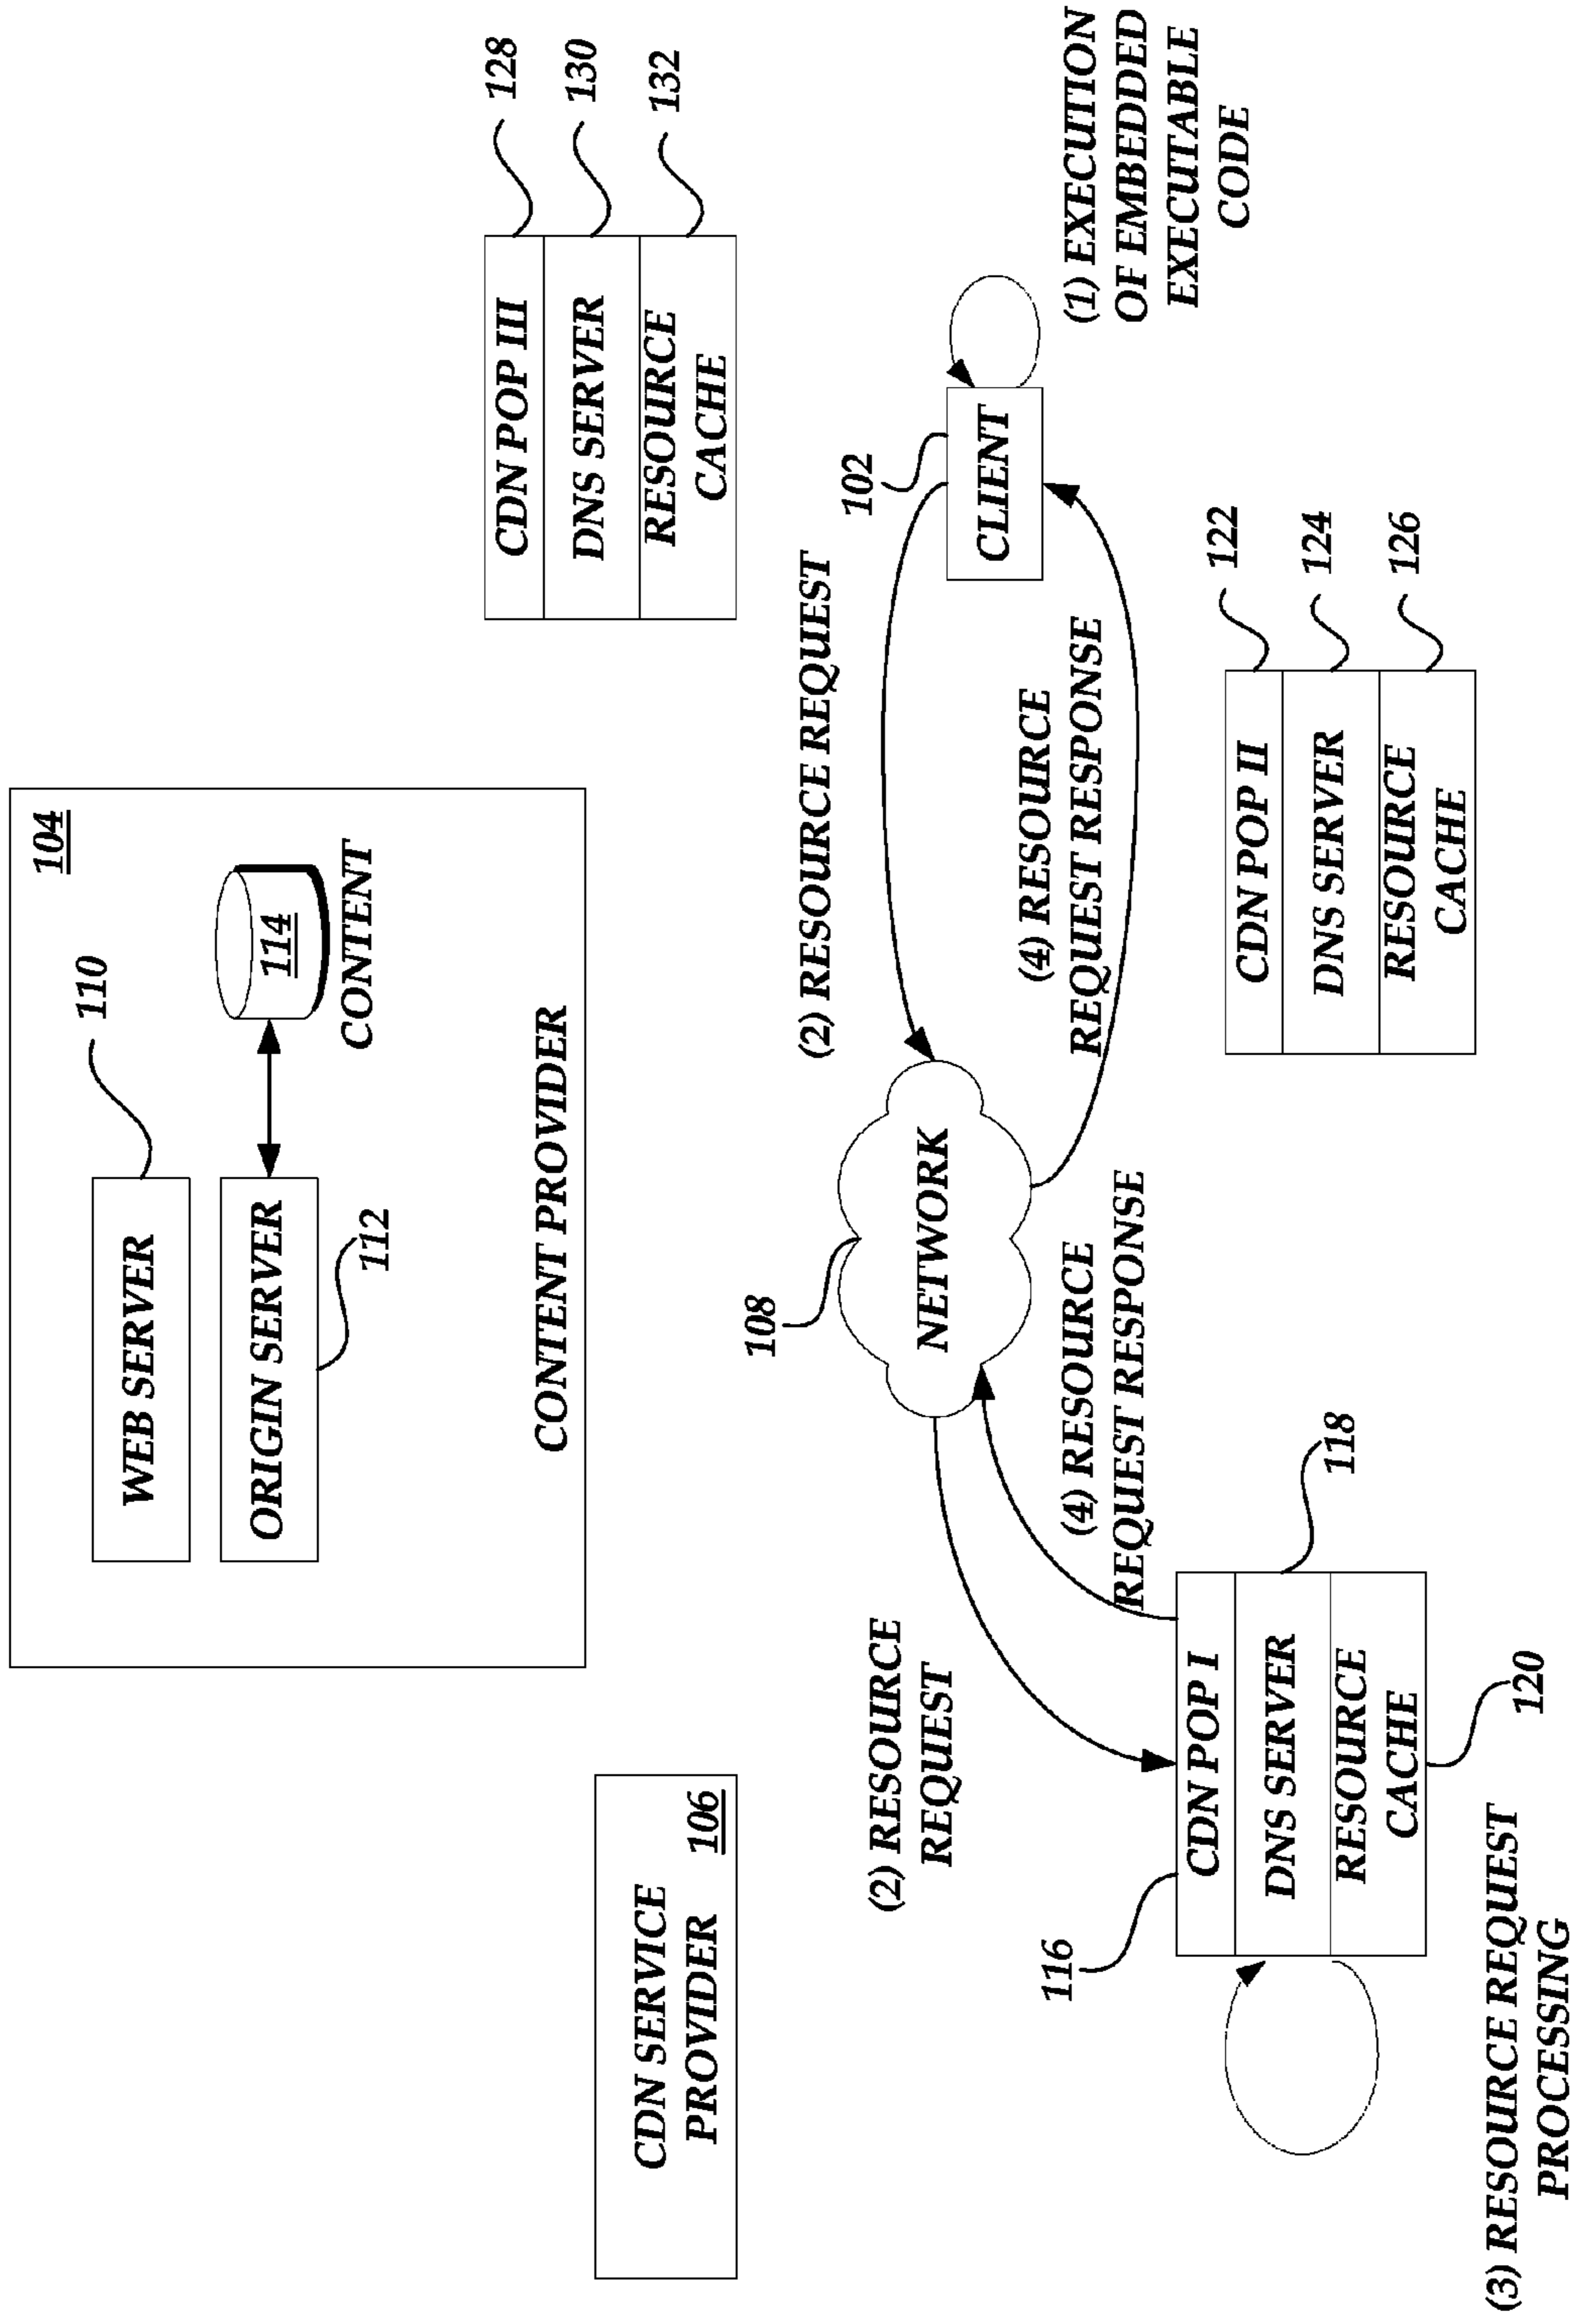 104
WEB SERVER
110
ORIGIN SERVER
112
114
CONTENT
CONTENT PROVIDER
CDN SERVICE
PROVIDER
106
CDN POP III
128
DNS SERVER
130
RESOURCE
CACHE
132
(2) RESOURCE REQUEST
102
CLIENT
(1) EXECUTION
OF EMBEDDED
EXECUTABLE
CODE
108
NETWORK
(2) RESOURCE
REQUEST
(4) RESOURCE
REQUEST RESPONSE
(4) RESOURCE
REQUEST RESPONSE
116
CDN POP I
DNS SERVER
118
RESOURCE
CACHE
120
(3) RESOURCE REQUEST
PROCESSING
CDN POP II
122
DNS SERVER
124
RESOURCE
CACHE
126